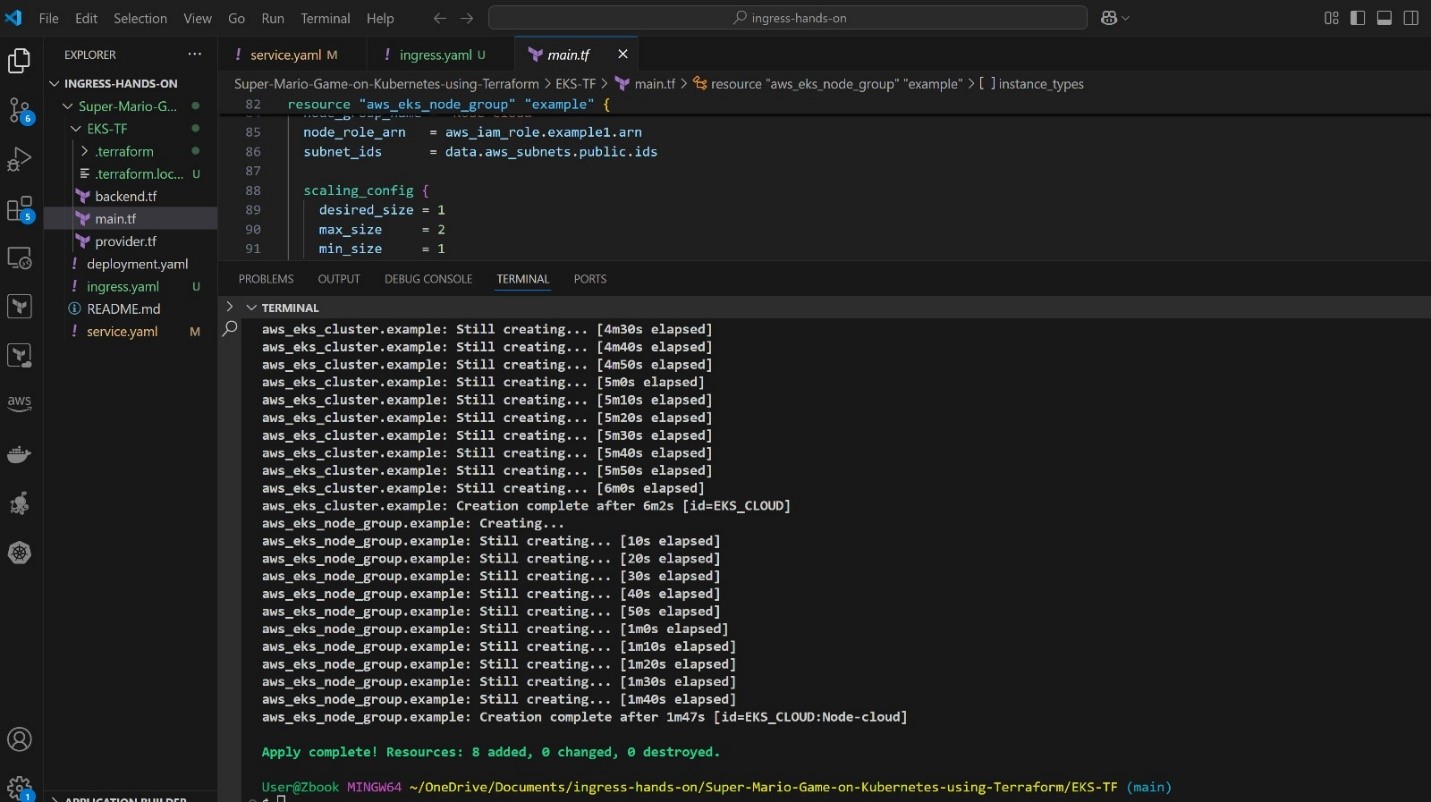 File Edit Selection View Go Run Terminal Help
ingress-hands-on
EXPLORER
INGRESS-HANDS-ON
Super-Mario-G...
EKS-TF
.terraform
.terraform.loc... U
backend.tf
main.tf
provider.tf
deployment.yaml
ingress.yaml U
README.md
service.yaml M
6
5
aws
1
service.yaml M
ingress.yaml U
main.tf
Super-Mario-Game-on-Kubernetes-using-Terraform > EKS-TF > main.tf > resource "aws_eks_node_group" "example" > [ ] instance_types
82 resource "aws_eks_node_group" "example" {
85 node_role_arn = aws_iam_role.example1.arn
86 subnet_ids = data.aws_subnets.public.ids
87
88 scaling_config {
89 desired_size = 1
90 max_size = 2
91 min_size = 1
PROBLEMS OUTPUT DEBUG CONSOLE TERMINAL PORTS
TERMINAL
aws_eks_cluster.example: Still creating... [4m30s elapsed]
aws_eks_cluster.example: Still creating... [4m40s elapsed]
aws_eks_cluster.example: Still creating... [4m50s elapsed]
aws_eks_cluster.example: Still creating... [5m0s elapsed]
aws_eks_cluster.example: Still creating... [5m10s elapsed]
aws_eks_cluster.example: Still creating... [5m20s elapsed]
aws_eks_cluster.example: Still creating... [5m30s elapsed]
aws_eks_cluster.example: Still creating... [5m40s elapsed]
aws_eks_cluster.example: Still creating... [5m50s elapsed]
aws_eks_cluster.example: Still creating... [6m0s elapsed]
aws_eks_cluster.example: Creation complete after 6m2s [id=EKS_CLOUD]
aws_eks_node_group.example: Creating...
aws_eks_node_group.example: Still creating... [10s elapsed]
aws_eks_node_group.example: Still creating... [20s elapsed]
aws_eks_node_group.example: Still creating... [30s elapsed]
aws_eks_node_group.example: Still creating... [40s elapsed]
aws_eks_node_group.example: Still creating... [50s elapsed]
aws_eks_node_group.example: Still creating... [1m0s elapsed]
aws_eks_node_group.example: Still creating... [1m10s elapsed]
aws_eks_node_group.example: Still creating... [1m20s elapsed]
aws_eks_node_group.example: Still creating... [1m30s elapsed]
aws_eks_node_group.example: Still creating... [1m40s elapsed]
aws_eks_node_group.example: Creation complete after 1m47s [id=EKS_CLOUD:Node-cloud]
Apply complete! Resources: 8 added, 0 changed, 0 destroyed.
User@Zbook MINGW64 ~/OneDrive/Documents/ingress-hands-on/Super-Mario-Game-on-Kubernetes-using-Terraform/EKS-TF (main)
APPLICATION BUILDER